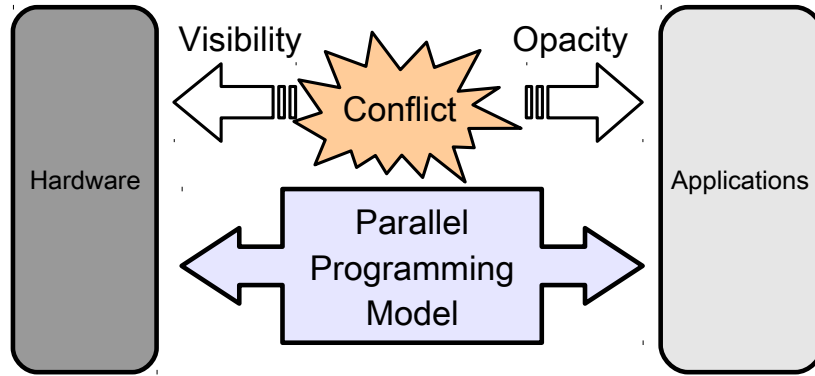 Visibility
Opacity
Conflict
Hardware
Applications
Parallel
Programming
Model